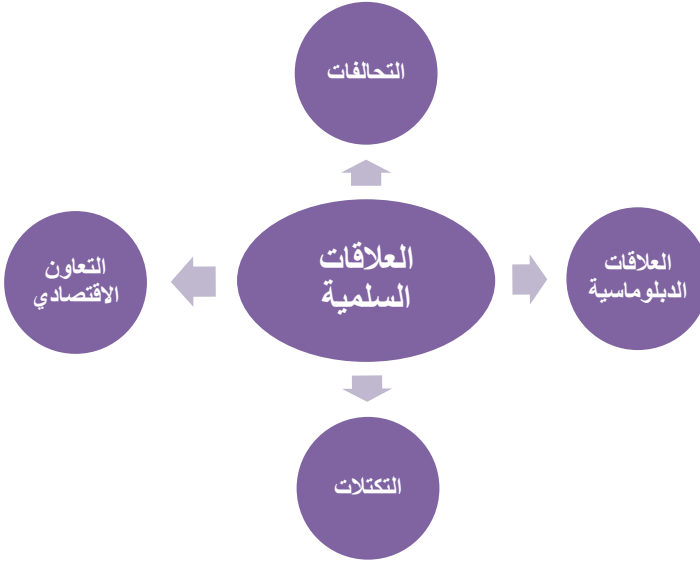 التحالفات
العلاقات
السلمية
العلاقات
الدبلوماسية
التعاون
الاقتصادي
التكتلات